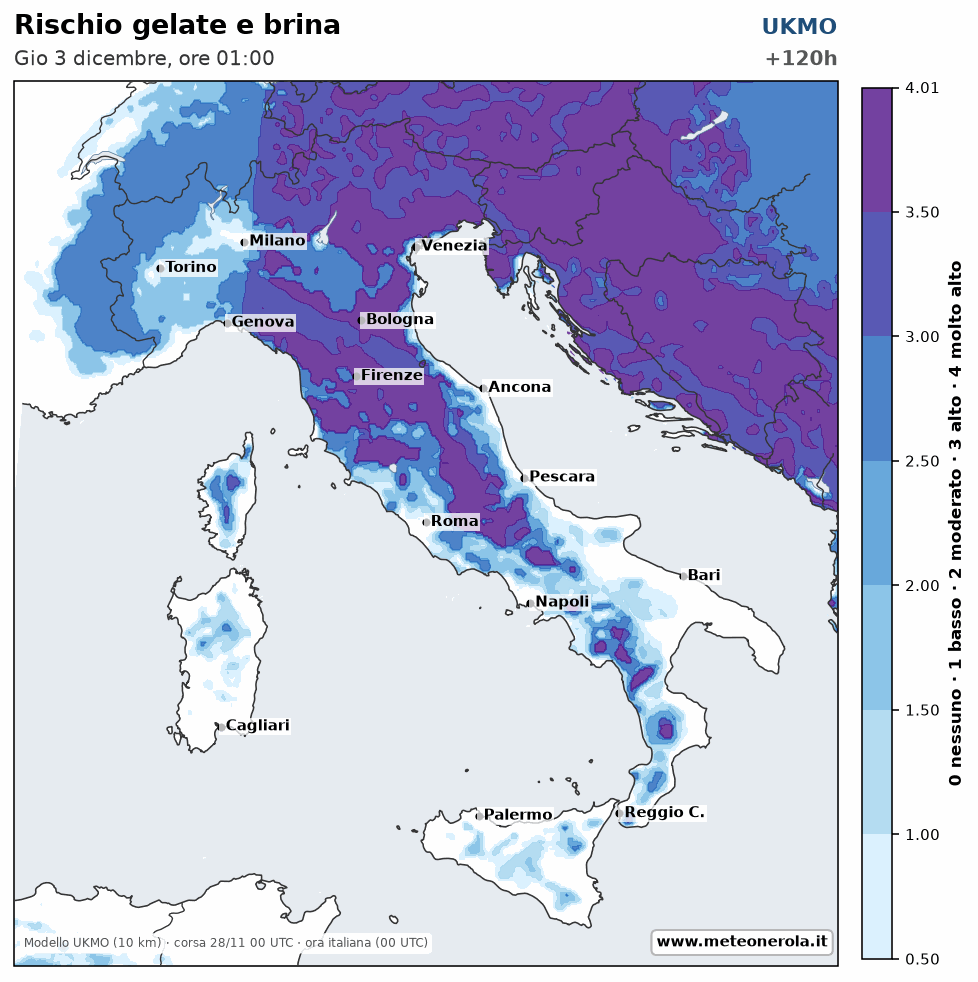 Rischio gelate e brina
UKMO
Gio 3 dicembre, ore 01:00
+120h
4.01
3.50
3.00
2.50
2.00
1.50
1.00
0.50
0 nessuno · 1 basso · 2 moderato · 3 alto · 4 molto alto
Milano
Venezia
Torino
Genova
Bologna
Firenze
Ancona
Pescara
Roma
Bari
Napoli
Cagliari
Palermo
Reggio C.
Modello UKMO (10 km) · corsa 28/11 00 UTC · ora italiana (00 UTC)
www.meteonerola.it